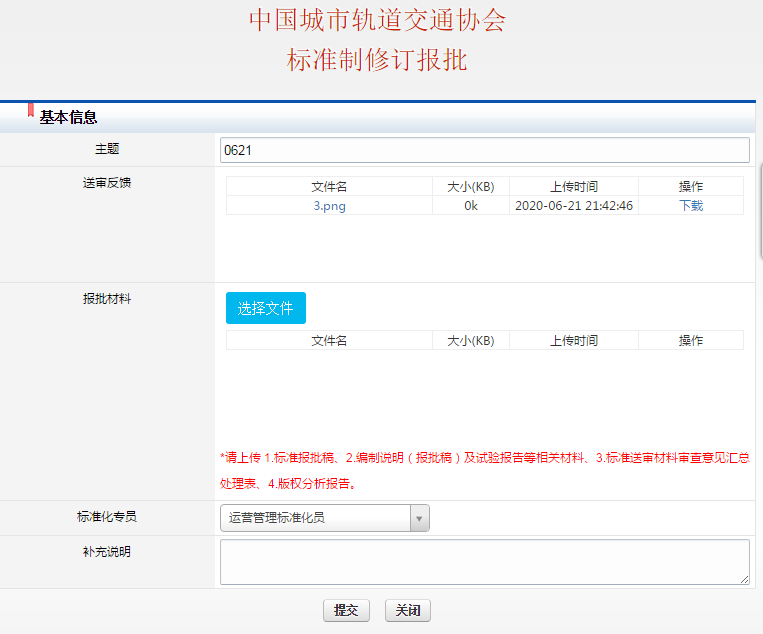 中国城市轨道交通协会
标准制修订报批
基本信息
主题 0621
送审反馈
文件名 大小(KB) 上传时间 操作
3.png 0k 2020-06-21 21:42:46 下载
报批材料
选择文件
文件名 大小(KB) 上传时间 操作
*请上传 1.标准报批稿、2.编制说明（报批稿）及试验报告等相关材料、3.标准送审材料审查意见汇总
处理表、4.版权分析报告。
标准化专员 运营管理标准化员
补充说明
提交 关闭